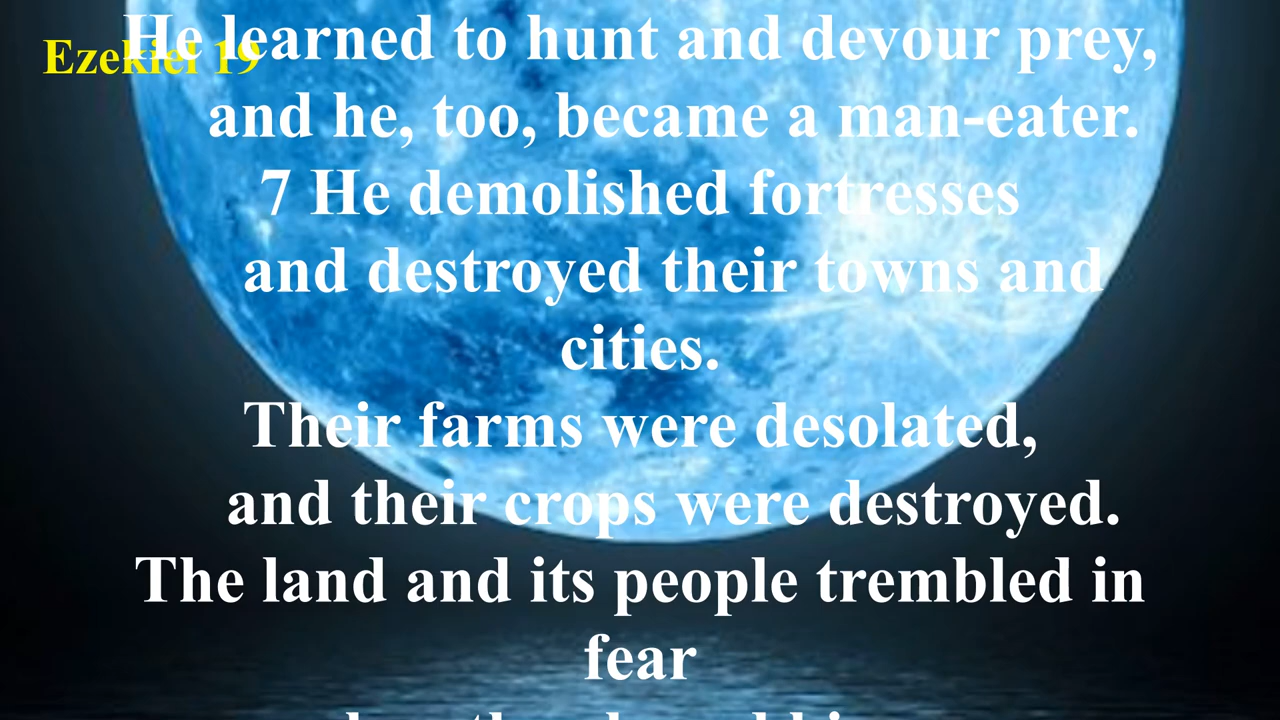 Ezekiel 19
He learned to hunt and devour prey,
and he, too, became a man-eater.
7 He demolished fortresses
and destroyed their towns and
cities.
Their farms were desolated,
and their crops were destroyed.
The land and its people trembled in
fear